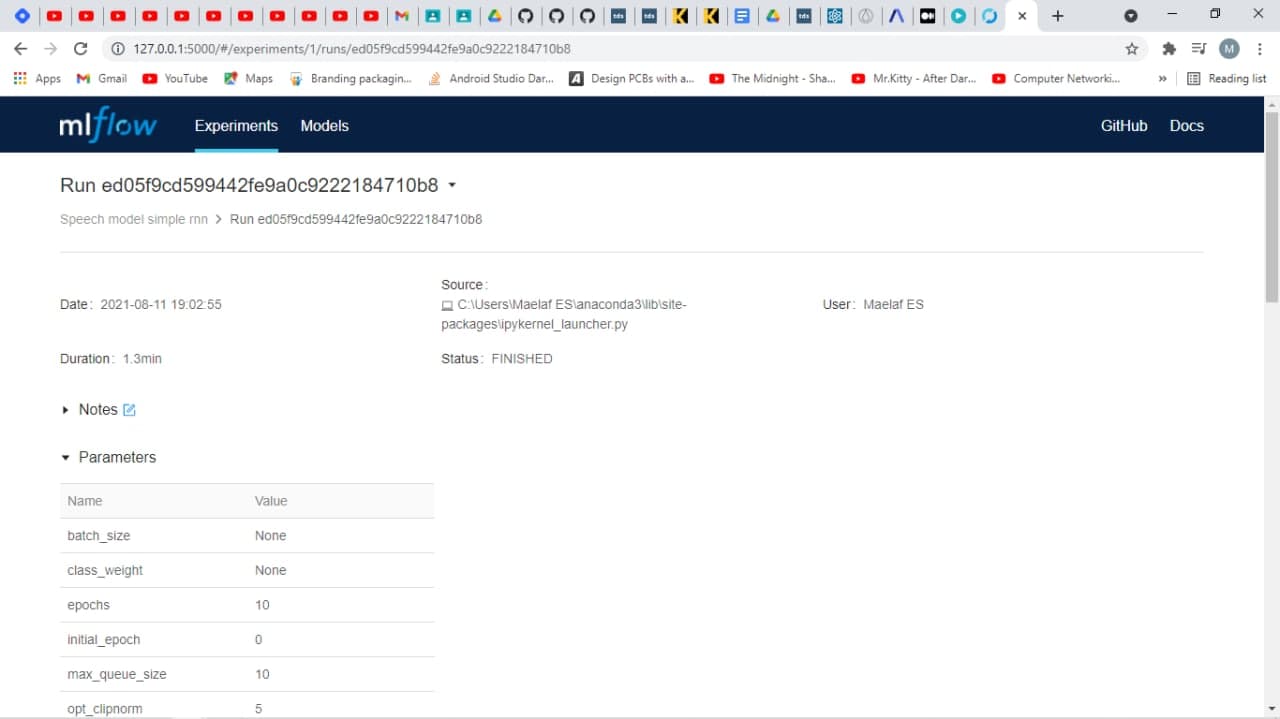 127.0.0.1:5000/#/experiments/1/runs/ed05f9cd599442fe9a0c9222184710b8
M
Apps Gmail YouTube Maps Branding packagin... Android Studio Dar... Design PCBs with a... The Midnight - Sha... Mr.Kitty - After Dar... Computer Networki... » Reading list
mlflow Experiments Models GitHub Docs
Run ed05f9cd599442fe9a0c9222184710b8
Speech model simple rnn > Run ed05f9cd599442fe9a0c9222184710b8
Date: 2021-08-11 19:02:55
Source:
C:\Users\Maelaf ES\anaconda3\lib\site-
packages\ipykernel_launcher.py
User: Maelaf ES
Duration: 1.3min
Status: FINISHED
Notes
Parameters
Name Value
batch_size None
class_weight None
epochs 10
initial_epoch 0
max_queue_size 10
opt_clipnorm 5